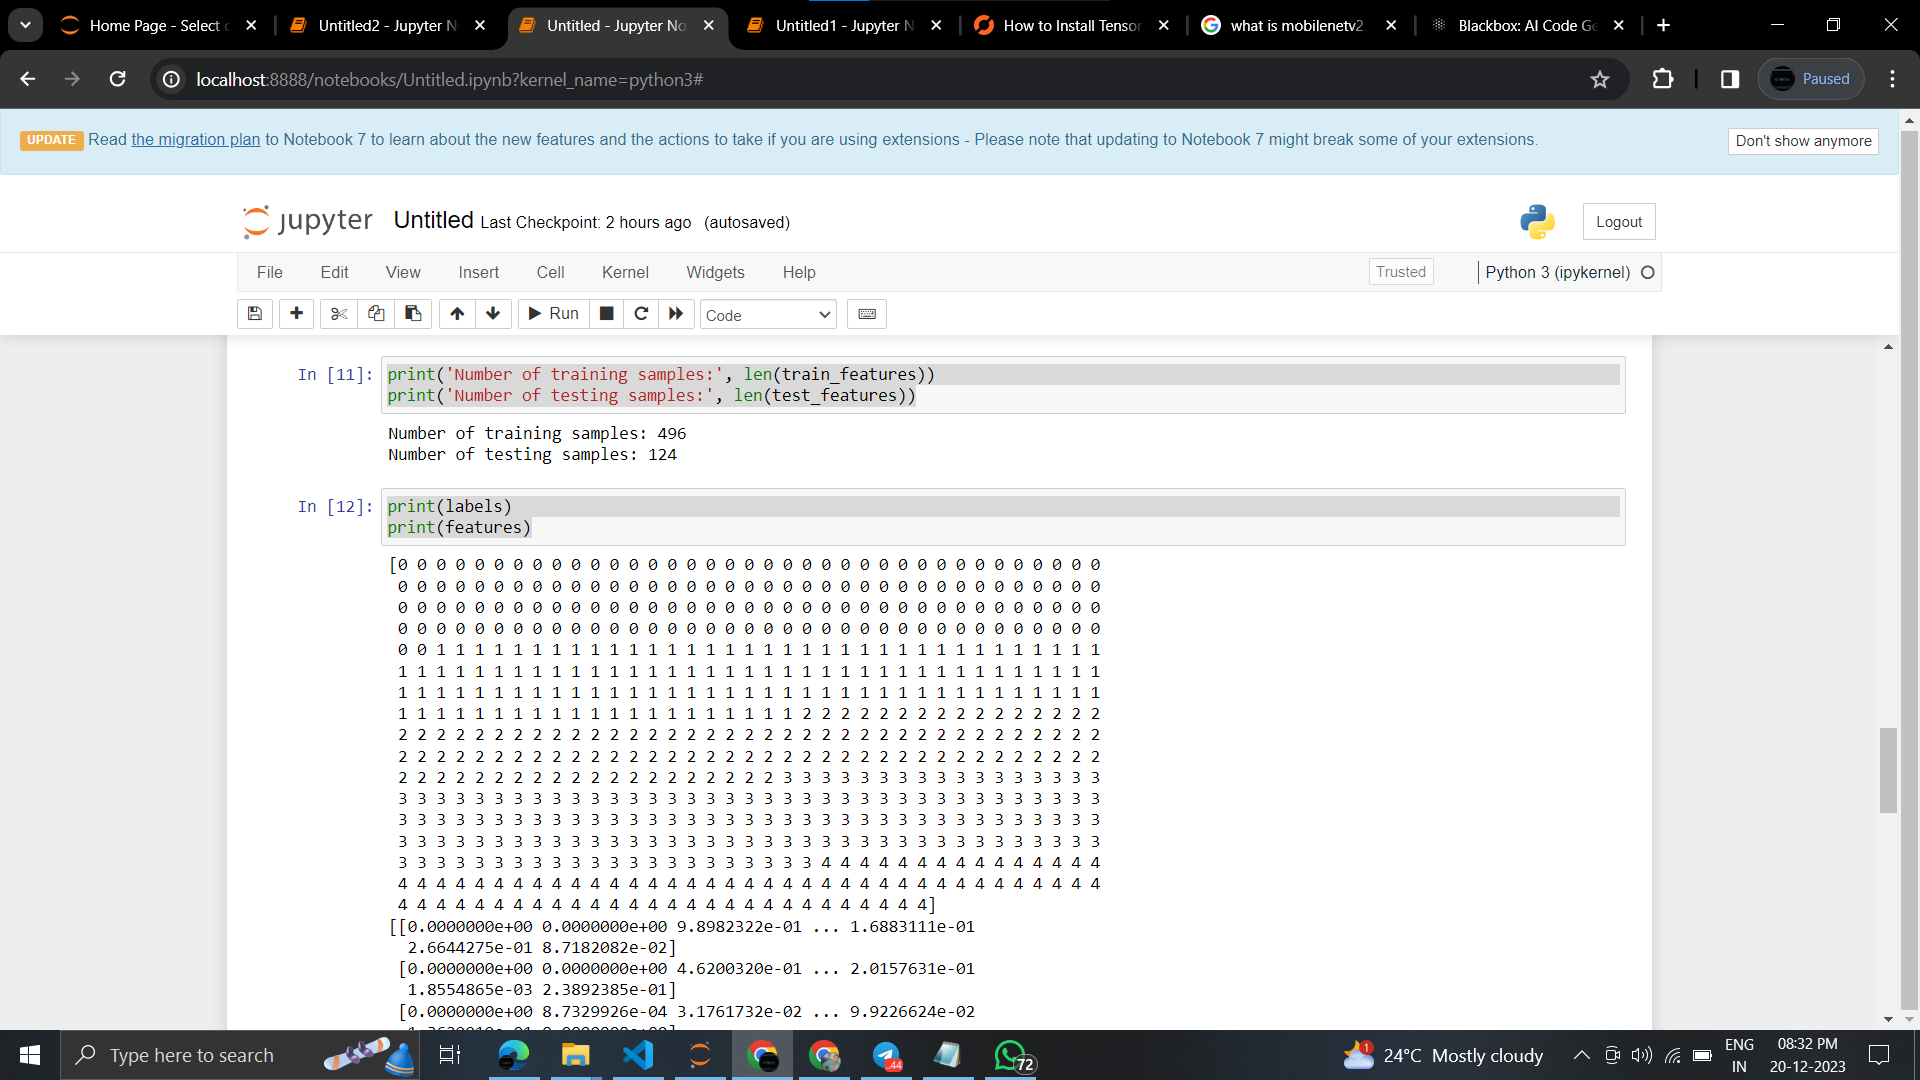 Home Page - Select
Untitled2 - Jupyter N
Untitled - Jupyter No
Untitled1 - Jupyter N
How to Install Tensor
what is mobilenetv2
Blackbox: AI Code Ge
localhost:8888/notebooks/Untitled.ipynb?kernel_name=python3#
Paused
UPDATE Read the migration plan to Notebook 7 to learn about the new features and the actions to take if you are using extensions - Please note that updating to Notebook 7 might break some of your extensions.
Don't show anymore
jupyter Untitled Last Checkpoint: 2 hours ago (autosaved)
Logout
File Edit View Insert Cell Kernel Widgets Help
Trusted
Python 3 (ipykernel)
Run
Code
In [11]: print('Number of training samples:', len(train_features))
print('Number of testing samples:', len(test_features))
Number of training samples: 496
Number of testing samples: 124
In [12]: print(labels)
print(features)
[0 0 0 0 0 0 0 0 0 0 0 0 0 0 0 0 0 0 0 0 0 0 0 0 0 0 0 0 0 0 0 0 0 0 0 0 0
0 0 0 0 0 0 0 0 0 0 0 0 0 0 0 0 0 0 0 0 0 0 0 0 0 0 0 0 0 0 0 0 0 0 0 0 0
0 0 0 0 0 0 0 0 0 0 0 0 0 0 0 0 0 0 0 0 0 0 0 0 0 0 0 0 0 0 0 0 0 0 0 0 0
0 0 0 0 0 0 0 0 0 0 0 0 0 0 0 0 0 0 0 0 0 0 0 0 0 0 0 0 0 0 0 0 0 0 0 0 0
0 0 1 1 1 1 1 1 1 1 1 1 1 1 1 1 1 1 1 1 1 1 1 1 1 1 1 1 1 1 1 1 1 1 1 1 1
1 1 1 1 1 1 1 1 1 1 1 1 1 1 1 1 1 1 1 1 1 1 1 1 1 1 1 1 1 1 1 1 1 1 1 1 1
1 1 1 1 1 1 1 1 1 1 1 1 1 1 1 1 1 1 1 1 1 1 1 1 1 1 1 1 1 1 1 1 1 1 1 1 1
1 1 1 1 1 1 1 1 1 1 1 1 1 1 1 1 1 1 1 1 1 2 2 2 2 2 2 2 2 2 2 2 2 2 2 2 2
2 2 2 2 2 2 2 2 2 2 2 2 2 2 2 2 2 2 2 2 2 2 2 2 2 2 2 2 2 2 2 2 2 2 2 2 2
2 2 2 2 2 2 2 2 2 2 2 2 2 2 2 2 2 2 2 2 2 2 2 2 2 2 2 2 2 2 2 2 2 2 2 2 2
2 2 2 2 2 2 2 2 2 2 2 2 2 2 2 2 2 2 2 2 3 3 3 3 3 3 3 3 3 3 3 3 3 3 3 3 3
3 3 3 3 3 3 3 3 3 3 3 3 3 3 3 3 3 3 3 3 3 3 3 3 3 3 3 3 3 3 3 3 3 3 3 3 3
3 3 3 3 3 3 3 3 3 3 3 3 3 3 3 3 3 3 3 3 3 3 3 3 3 3 3 3 3 3 3 3 3 3 3 3 3
3 3 3 3 3 3 3 3 3 3 3 3 3 3 3 3 3 3 3 3 3 3 3 3 3 3 3 3 3 3 3 3 3 3 3 3 3
3 3 3 3 3 3 3 3 3 3 3 3 3 3 3 3 3 3 3 3 3 3 4 4 4 4 4 4 4 4 4 4 4 4 4 4 4
4 4 4 4 4 4 4 4 4 4 4 4 4 4 4 4 4 4 4 4 4 4 4 4 4 4 4 4 4 4 4 4 4 4 4 4 4
4 4 4 4 4 4 4 4 4 4 4 4 4 4 4 4 4 4 4 4 4 4 4 4 4 4 4 4]
[[0.0000000e+00 0.0000000e+00 9.8982322e-01 ... 1.6883111e-01
2.6644275e-01 8.7182082e-02]
[0.0000000e+00 0.0000000e+00 4.6200320e-01 ... 2.0157631e-01
1.8554865e-03 2.3892385e-01]
[0.0000000e+00 8.7329926e-04 3.1761732e-02 ... 9.9226624e-02
Type here to search
.44
72
1
24°C Mostly cloudy
ENG
IN
08:32 PM
20-12-2023